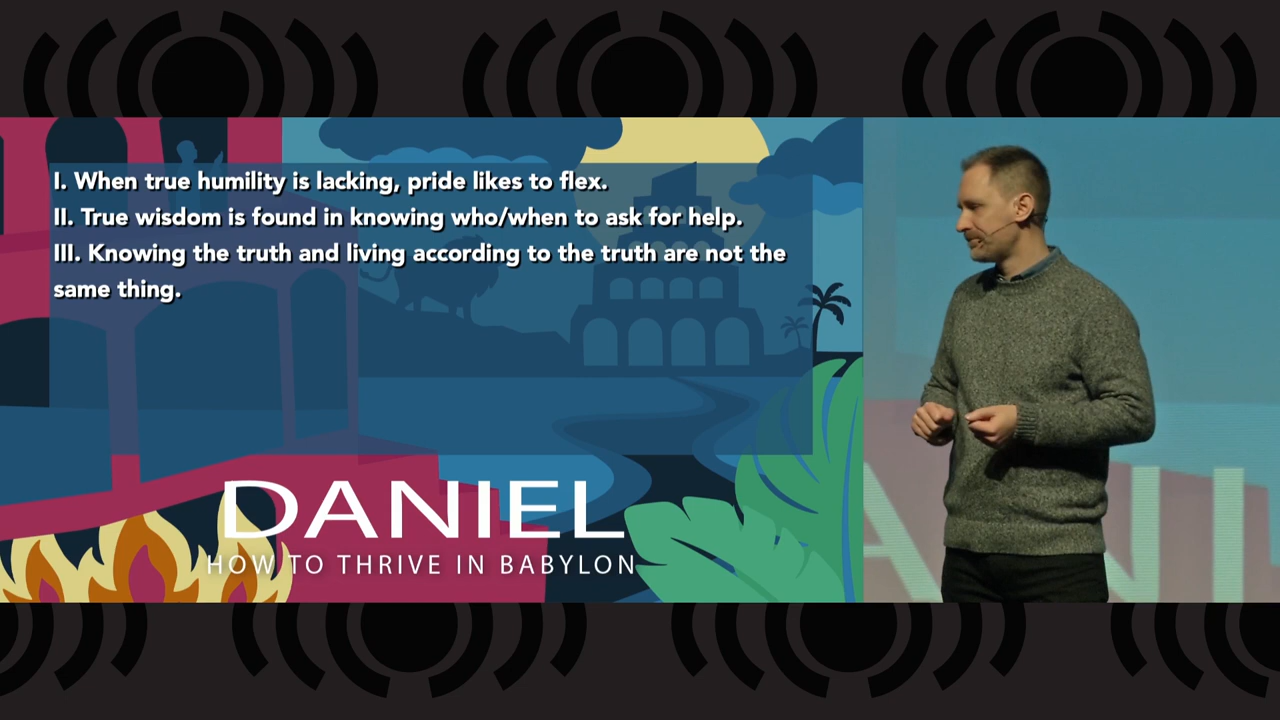 I. When true humility is lacking, pride likes to flex.
II. True wisdom is found in knowing who/when to ask for help.
III. Knowing the truth and living according to the truth are not the
same thing.
DANIEL
HOW TO THRIVE IN BABYLON
ANI